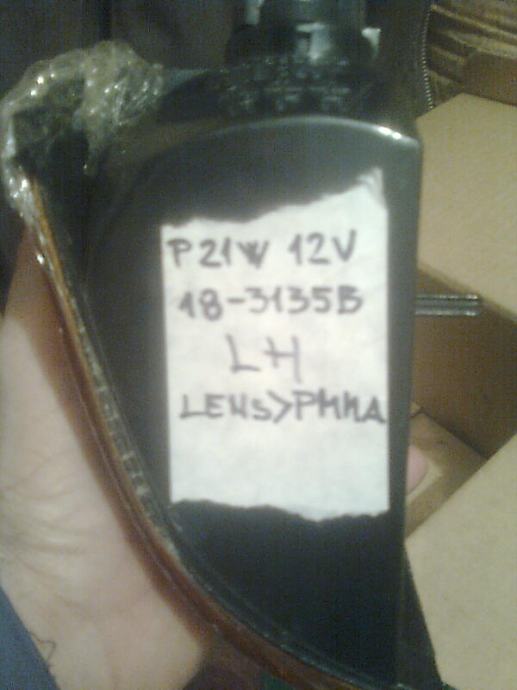 P21W 12V
18-3135B
LH
LENS>PMMA